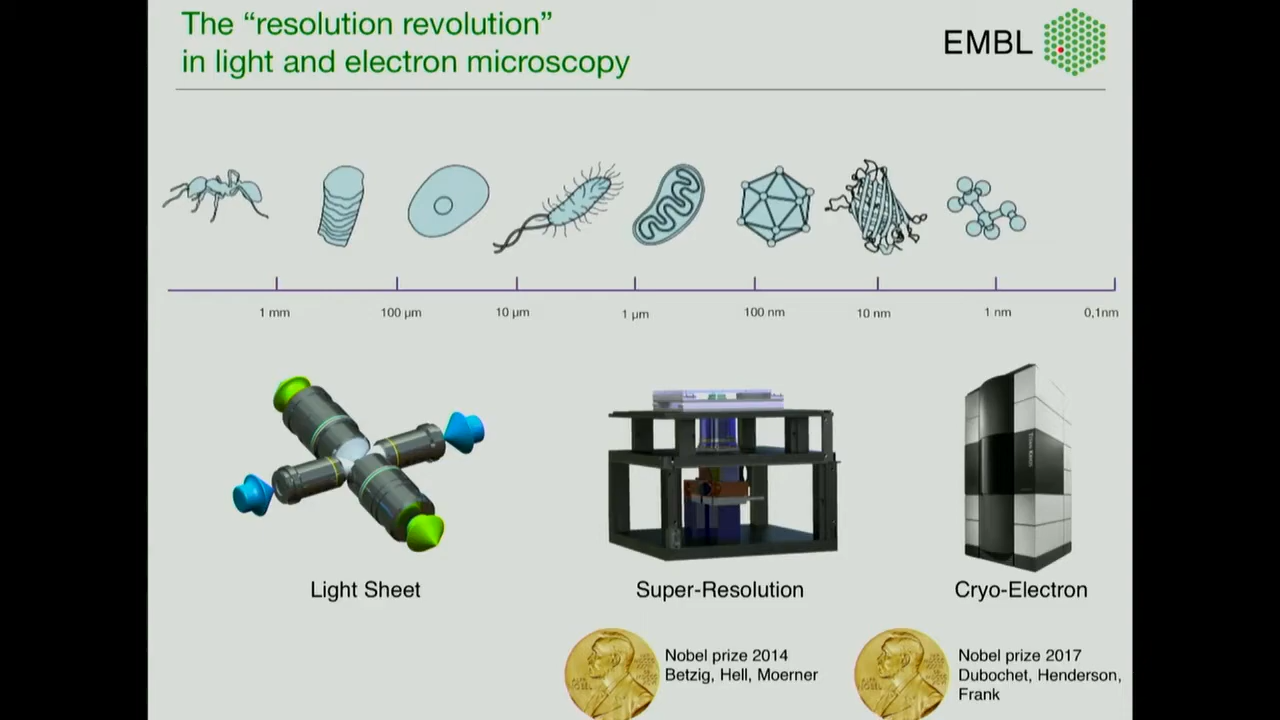 The “resolution revolution”
in light and electron microscopy
EMBL
1 mm
100 µm
10 µm
1 µm
100 nm
10 nm
1 nm
0,1nm
Light Sheet
Super-Resolution
Cryo-Electron
Nobel prize 2014
Betzig, Hell, Moerner
Nobel prize 2017
Dubochet, Henderson,
Frank